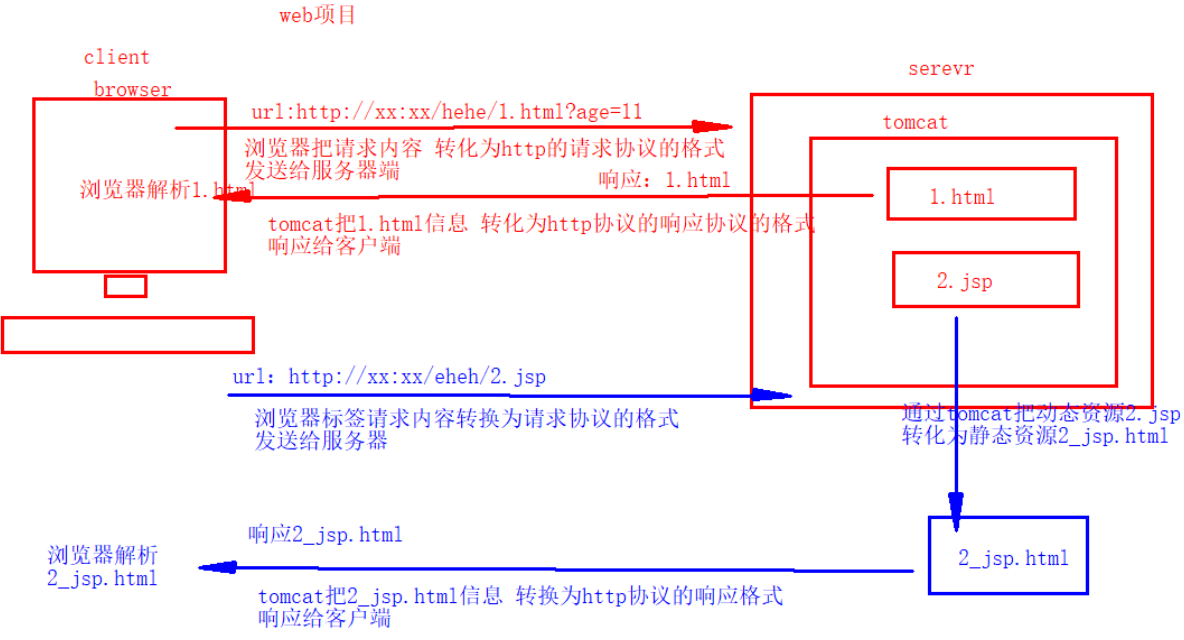 web项目
client
browser
serevr
url:http://xx:xx/hehe/1.html?age=11
tomcat
浏览器把请求内容 转化为http的请求协议的格式
发送给服务器端
响应：1.html
浏览器解析1.html
1.html
tomcat把1.html信息 转化为http协议的响应协议的格式
响应给客户端
2.jsp
url：http://xx:xx/eheh/2.jsp
浏览器标签请求内容转换为请求协议的格式
发送给服务器
通过tomcat把动态资源2.jsp
转化为静态资源2_jsp.html
响应2_jsp.html
浏览器解析
2_jsp.html
2_jsp.html
tomcat把2_jsp.html信息 转换为http协议的响应格式
响应给客户端